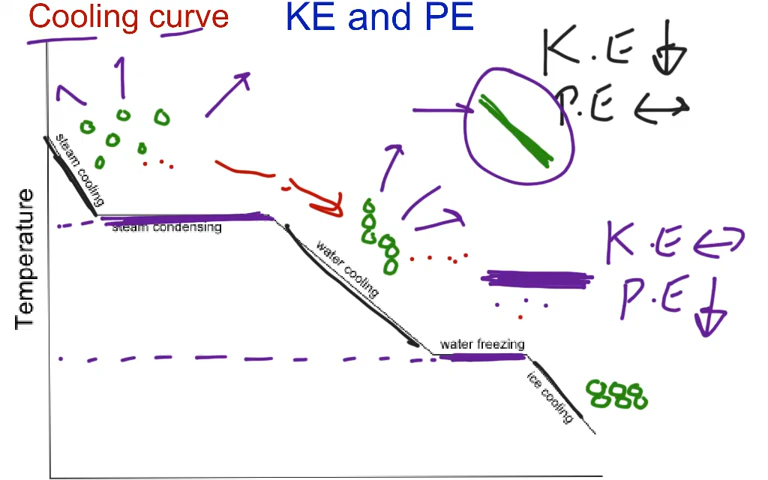 Cooling curve
KE and PE
K.E ↓
P.E ↔
steam cooling
steam condensing
water cooling
K.E ↔
P.E ↓
water freezing
ice cooling
Temperature